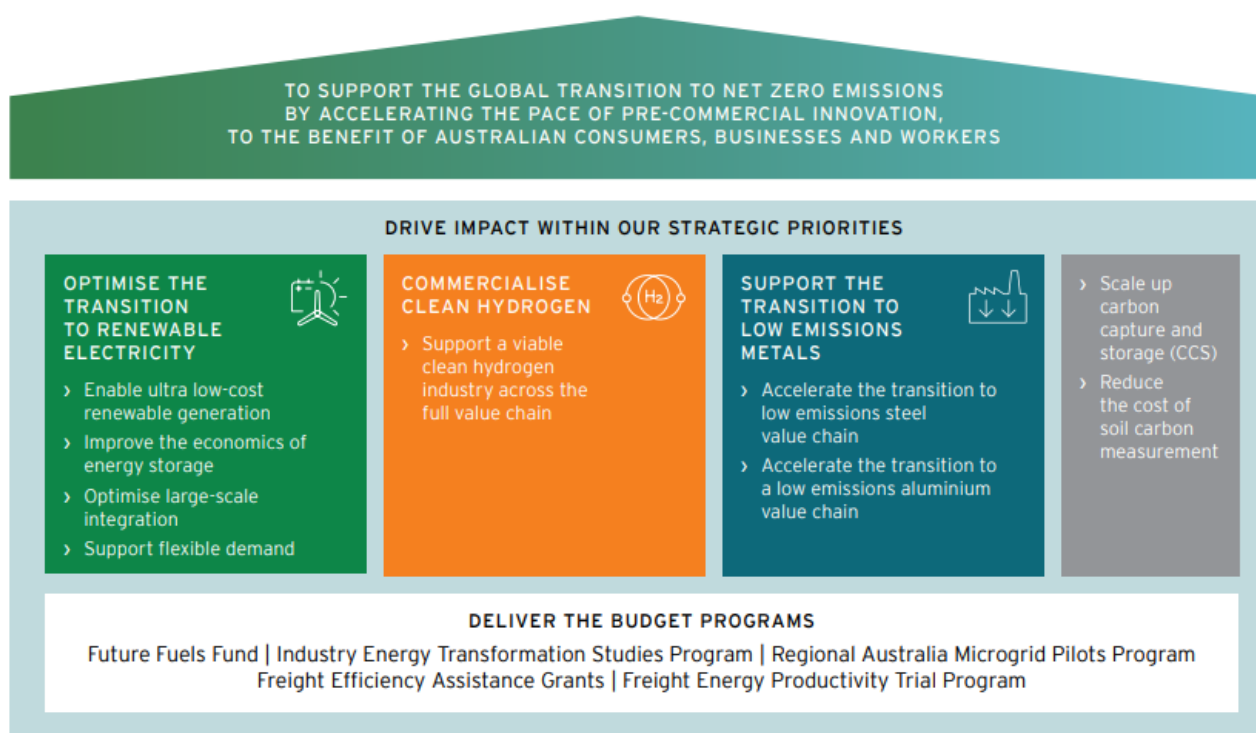 TO SUPPORT THE GLOBAL TRANSITION TO NET ZERO EMISSIONS
BY ACCELERATING THE PACE OF PRE-COMMERCIAL INNOVATION,
TO THE BENEFIT OF AUSTRALIAN CONSUMERS, BUSINESSES AND WORKERS
DRIVE IMPACT WITHIN OUR STRATEGIC PRIORITIES
OPTIMISE THE
TRANSITION
TO RENEWABLE
ELECTRICITY
› Enable ultra low-cost
renewable generation
› Improve the economics of
energy storage
› Optimise large-scale
integration
› Support flexible demand
COMMERCIALISE
CLEAN HYDROGEN
H2
› Support a viable
clean hydrogen
industry across the
full value chain
SUPPORT THE
TRANSITION TO
LOW EMISSIONS
METALS
› Accelerate the transition to
low emissions steel
value chain
› Accelerate the transition to
a low emissions aluminium
value chain
› Scale up
carbon
capture and
storage (CCS)
› Reduce
the cost of
soil carbon
measurement
DELIVER THE BUDGET PROGRAMS
Future Fuels Fund | Industry Energy Transformation Studies Program | Regional Australia Microgrid Pilots Program
Freight Efficiency Assistance Grants | Freight Energy Productivity Trial Program